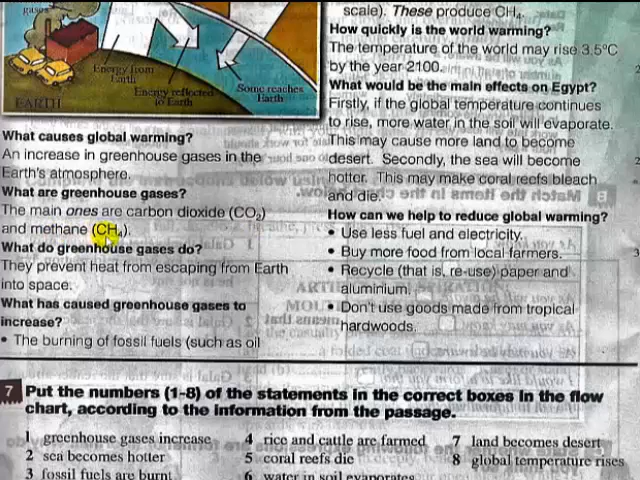 gases
Energy from
Earth
Energy reflected
to Earth
Some reaches
Earth
EARTH
What causes global warming?
An increase in greenhouse gases in the
Earth's atmosphere.
What are greenhouse gases?
The main ones are carbon dioxide (CO₂)
and methane (CH₄).
What do greenhouse gases do?
They prevent heat from escaping from Earth
into space.
What has caused greenhouse gases to
increase?
• The burning of fossil fuels (such as oil
scale). These produce CH₄.
How quickly is the world warming?
The temperature of the world may rise 3.5°C
by the year 2100.
What would be the main effects on Egypt?
Firstly, if the global temperature continues
to rise, more water in the soil will evaporate.
This may cause more land to become
desert. Secondly, the sea will become
hotter. This may make coral reefs bleach
and die.
How can we help to reduce global warming?
• Use less fuel and electricity.
• Buy more food from local farmers.
• Recycle (that is, re-use) paper and
aluminium.
• Don't use goods made from tropical
hardwoods.
7 Put the numbers (1-8) of the statements in the correct boxes in the flow
chart, according to the information from the passage.
1 greenhouse gases increase
2 sea becomes hotter
3 fossil fuels are burnt
4 rice and cattle are farmed
5 coral reefs die
6 water in soil evaporates
7 land becomes desert
8 global temperature rises